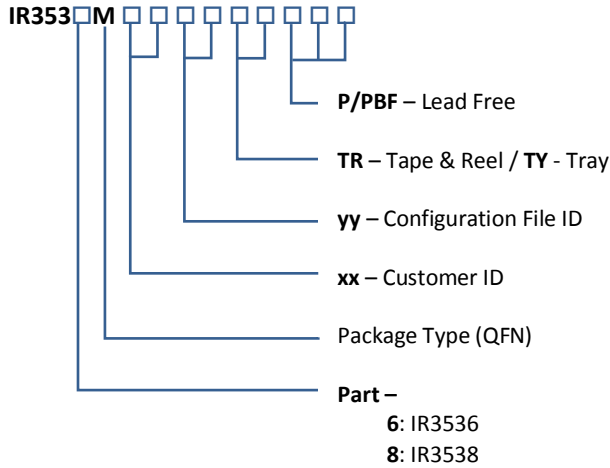 IR353□M□□□□□□□□□
P/PBF – Lead Free
TR – Tape & Reel / TY - Tray
yy – Configuration File ID
xx – Customer ID
Package Type (QFN)
Part –
6: IR3536
8: IR3538